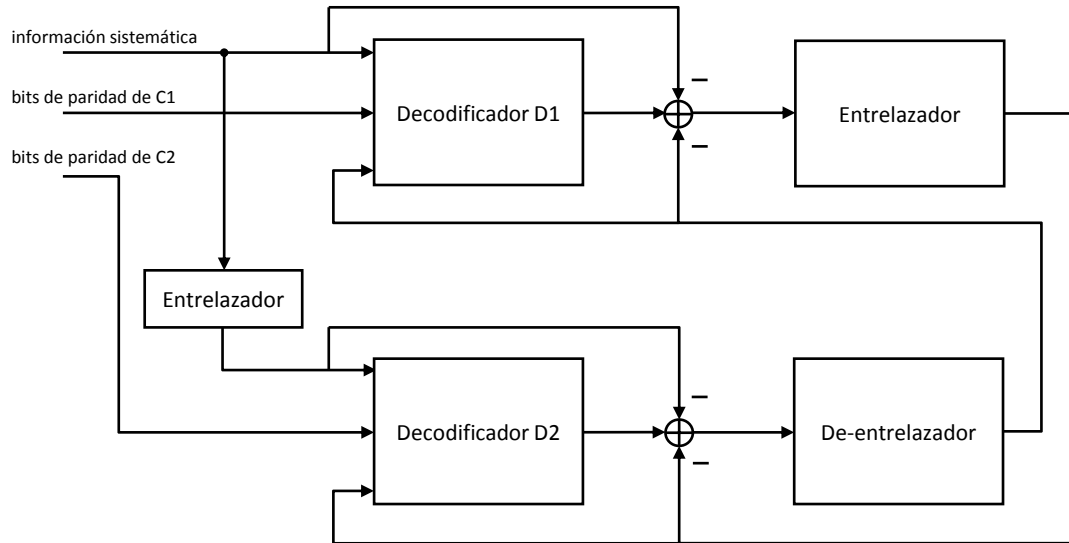 información sistemática
bits de paridad de C1
bits de paridad de C2
Decodificador D1
−
−
Entrelazador
Entrelazador
Decodificador D2
−
−
De-entrelazador